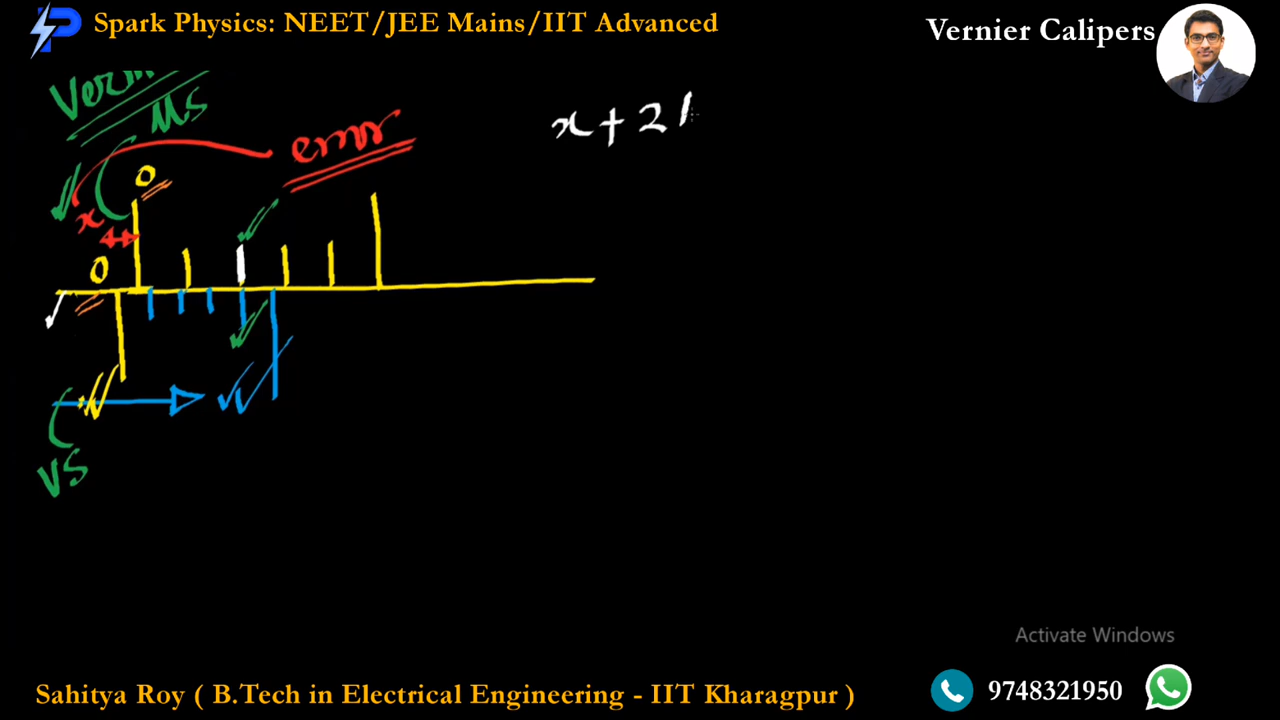 Spark Physics: NEET/JEE Mains/IIT Advanced
Vernier Calipers
MS
error
x + 2
0
x
0
VS
Activate Windows
Sahitya Roy ( B.Tech in Electrical Engineering - IIT Kharagpur )
9748321950